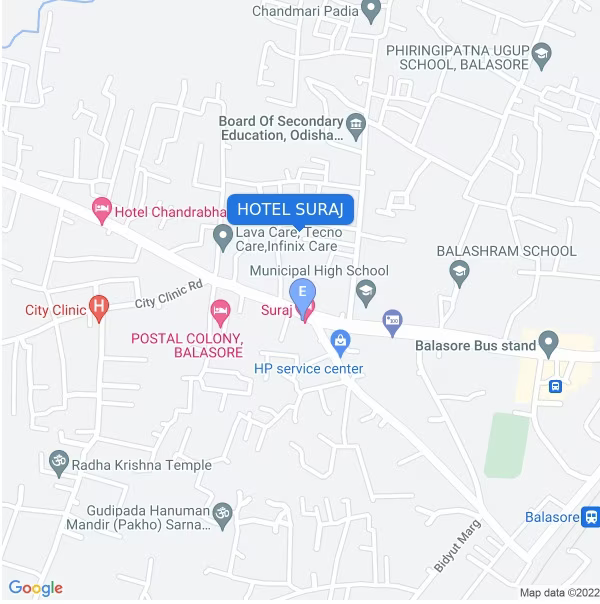 Chandmari Padia
PHIRINGIPATNA UGUP
SCHOOL, BALASORE
Board Of Secondary
Education, Odisha...
Hotel Chandrabha
HOTEL SURAJ
Lava Care, Tecno
Care,Infinix Care
BALASHRAM SCHOOL
Municipal High School
City Clinic Rd
E
City Clinic
H
Suraj
POSTAL COLONY,
BALASORE
Balasore Bus stand
HP service center
Radha Krishna Temple
Gudipada Hanuman
Mandir (Pakho) Sarna...
Balasore
Bidyut Marg
Google
Map data ©2022